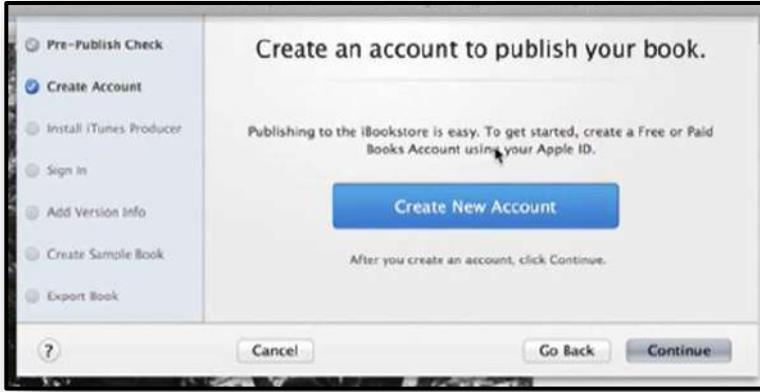 Pre-Publish Check
Create Account
Install iTunes Producer
Sign In
Add Version Info
Create Sample Book
Export Book
Create an account to publish your book.
Publishing to the iBookstore is easy. To get started, create a Free or Paid
Books Account using your Apple ID.
Create New Account
After you create an account, click Continue.
?
Cancel
Go Back
Continue